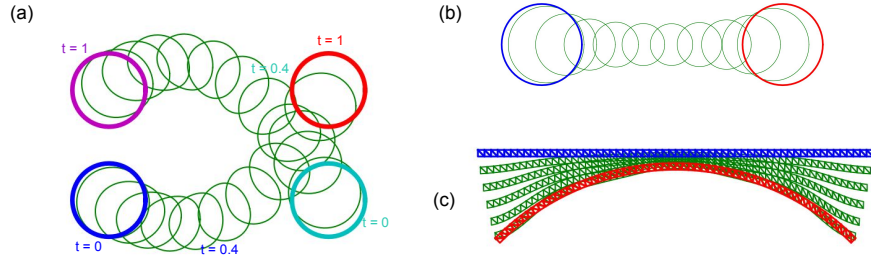 (a)
t = 1
t = 0.4
t = 1
t = 0
t = 0.4
t = 0
(b)
(c)